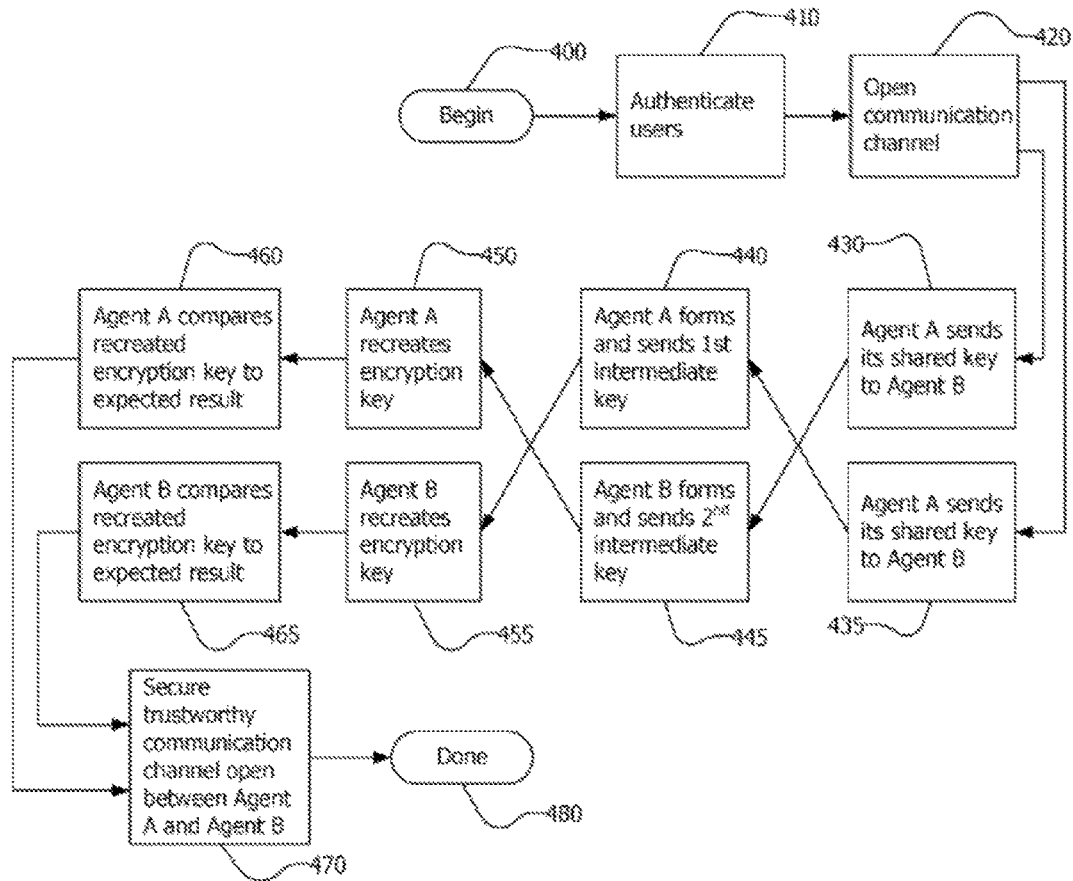 400
410
420
Begin
Authenticate
users
Open
communication
channel
460
450
440
430
Agent A compares
recreated
encryption key to
expected result
Agent A
recreates
encryption
key
Agent A forms
and sends 1st
intermediate
key
Agent A sends
its shared key
to Agent B
Agent B compares
recreated
encryption key to
expected result
Agent B
recreates
encryption
key
Agent B forms
and sends 2nd
intermediate
key
Agent A sends
its shared key
to Agent B
465
455
445
435
Secure
trustworthy
communication
channel open
between Agent
A and Agent B
Done
480
470